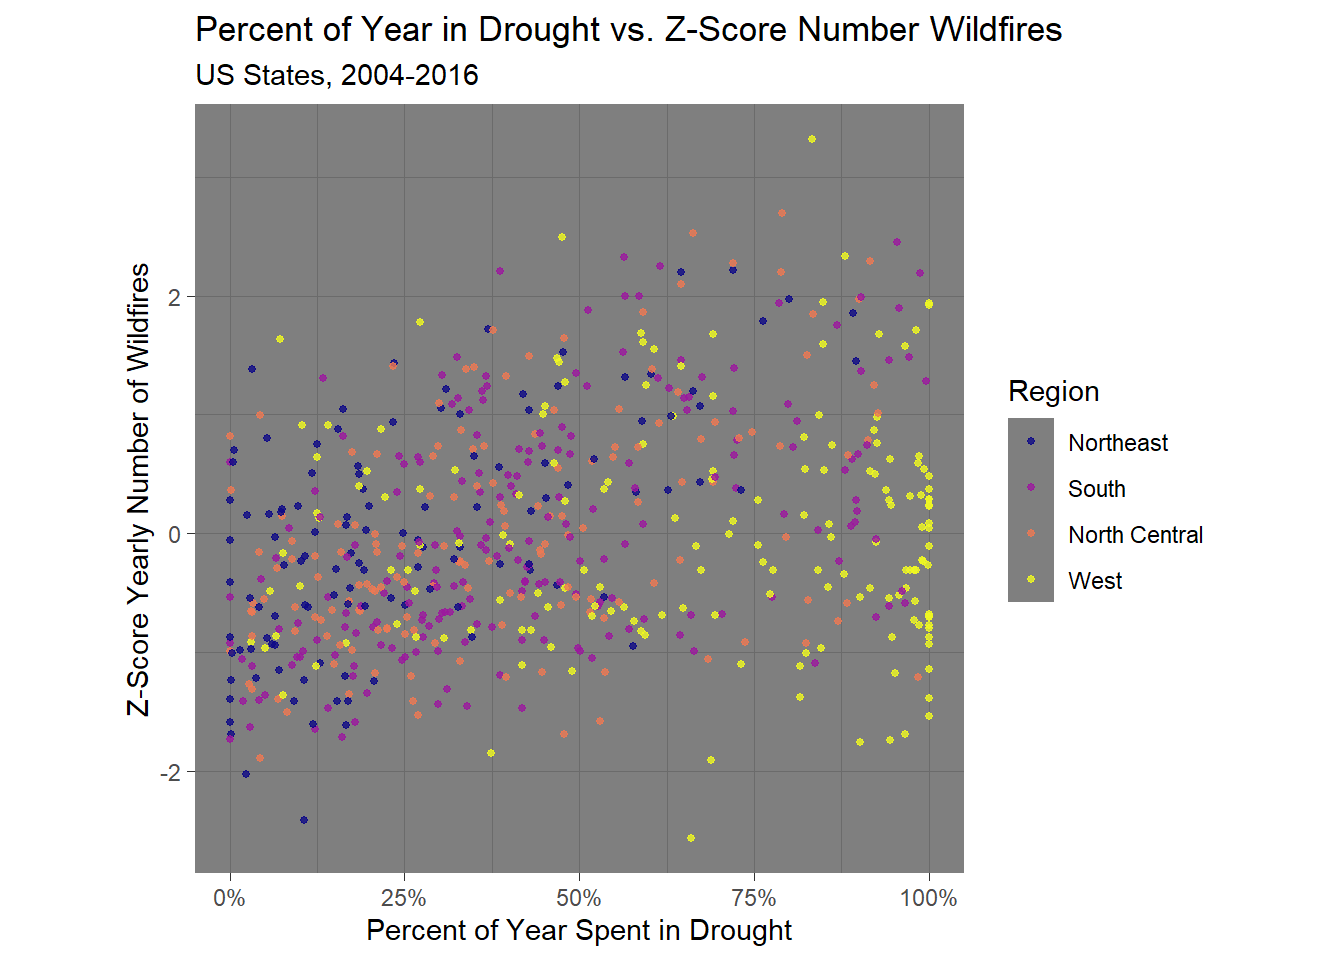 Percent of Year in Drought vs. Z-Score Number Wildfires
US States, 2004-2016
Z-Score Yearly Number of Wildfires
2
0
-2
0%
25%
50%
75%
100%
Percent of Year Spent in Drought
Region
Northeast
South
North Central
West